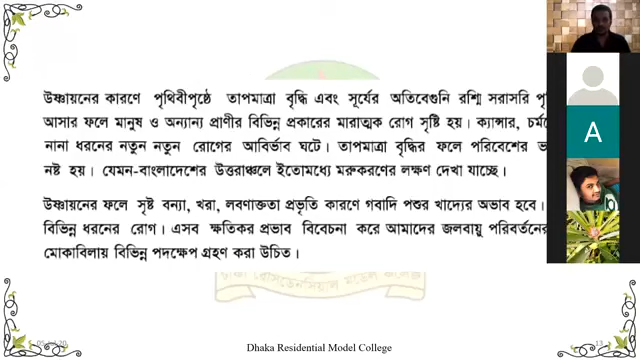 উষ্ণায়নের কারণে পৃথিবীপৃষ্ঠে তাপমাত্রা বৃদ্ধি এবং সূর্যের অতিবেগুনি রশ্মি সরাসরি
আসার ফলে মানুষ ও অন্যান্য প্রাণীর বিভিন্ন প্রকারের মারাত্মক রোগ সৃষ্টি হয়। ক্যান্সার,
নানা ধরনের নতুন নতুন রোগের আবির্ভাব ঘটে। তাপমাত্রা বৃদ্ধির ফলে পরিবেশের
নষ্ট হয়। যেমন-বাংলাদেশের উত্তরাঞ্চলে ইতোমধ্যে মরুকরণের লক্ষণ দেখা যাচ্ছে।
উষ্ণায়নের ফলে সৃষ্ট বন্যা, খরা, লবণাক্ততা প্রভৃতি কারণে গবাদি পশুর খাদ্যের অভাব হবে।
বিভিন্ন ধরনের রোগ। এসব ক্ষতিকর প্রভাব বিবেচনা করে আমাদের জলবায়ু পরিবর্তনের
মোকাবিলায় বিভিন্ন পদক্ষেপ গ্রহণ করা উচিত।
A
Dhaka Residential Model College
13